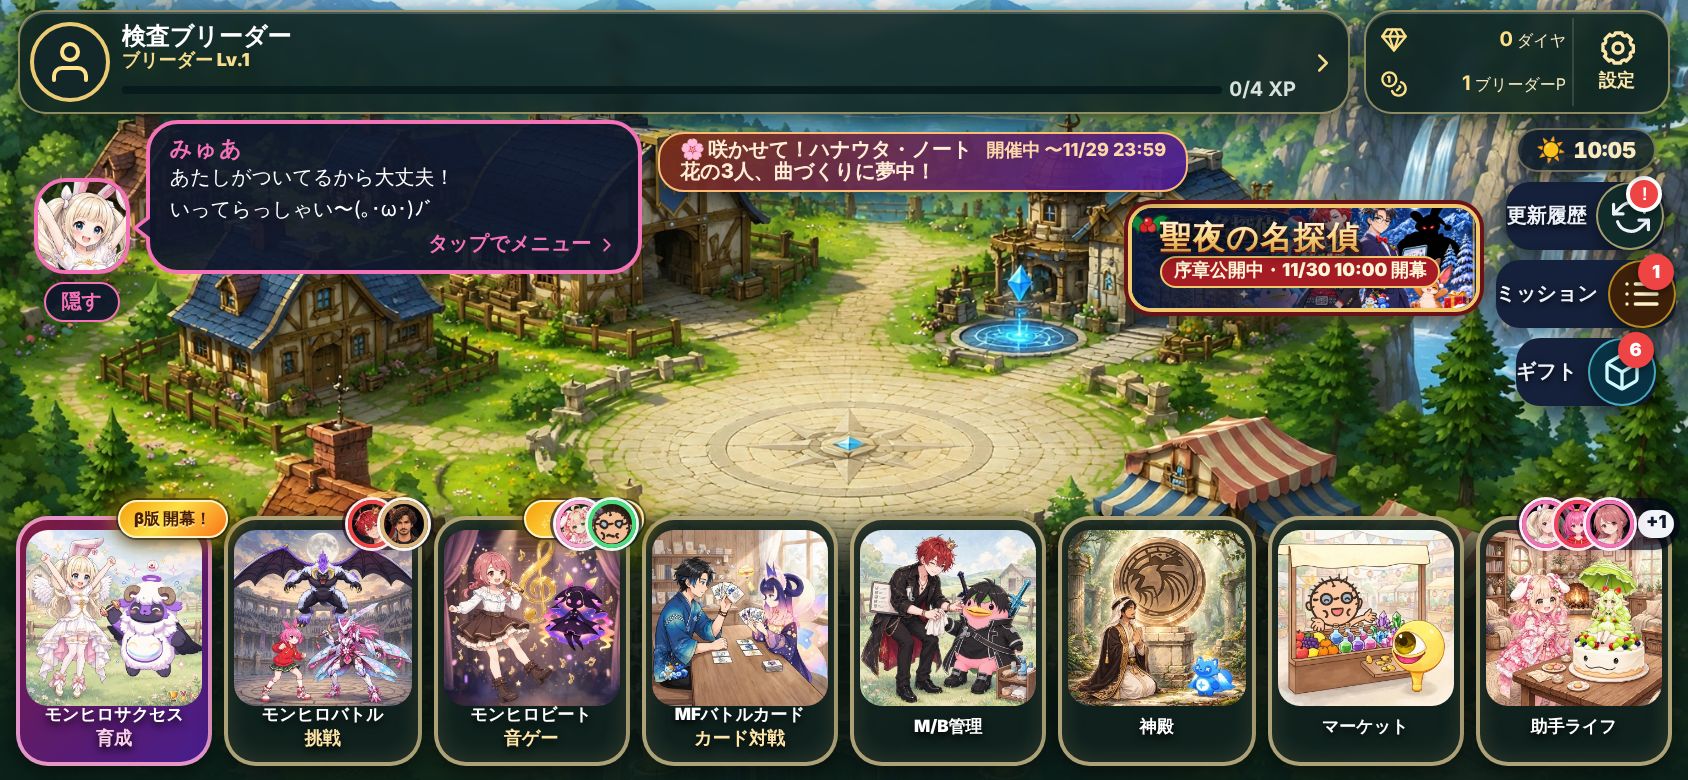 検査ブリーダー
ブリーダー Lv.1
0/4 XP
0 ダイヤ
1 ブリーダーP
設定
みゅあ
あたしがついてるから大丈夫！
いってらっしゃい〜(｡･ω･)ﾉﾞ
タップでメニュー
隠す
🌸 咲かせて！ハナウタ・ノート 開催中 〜11/29 23:59
花の3人、曲づくりに夢中！
聖夜の名探偵
序章公開中・11/30 10:00 開幕
☀️ 10:05
更新履歴
!
ミッション
1
ギフト
6
β版 開幕！
+1
モンヒロサクセス
育成
モンヒロバトル
挑戦
モンヒロビート
音ゲー
MFバトルカード
カード対戦
M/B管理
神殿
マーケット
助手ライフ